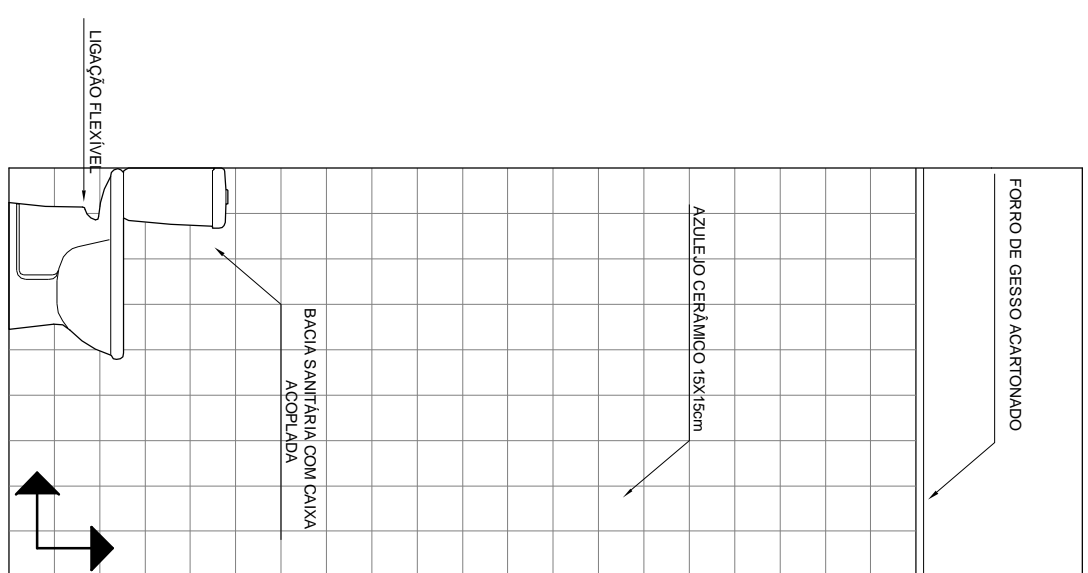 FORRO DE GESSO ACARTONADO
AZULEJO CERÂMICO 15X15cm
BACIA SANITÁRIA COM CAIXA
ACOPLADA
LIGAÇÃO FLEXÍVEL